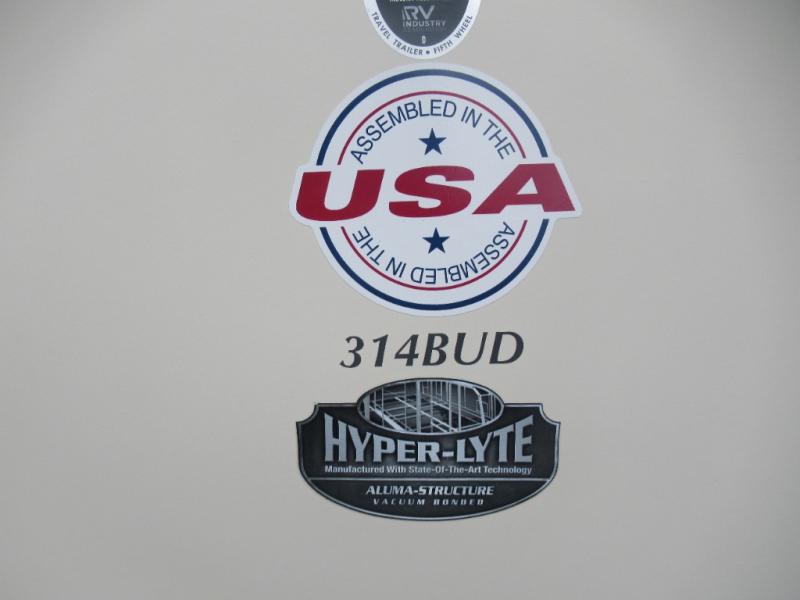 RV
INDUSTRY
ASSOCIATION
D
TRAVEL TRAILER • FIFTH WHEEL
ASSEMBLED IN THE
USA
ASSEMBLED IN THE
314BUD
HYPER-LYTE
Manufactured With State-Of-The-Art Technology
ALUMA-STRUCTURE
VACUUM BONDED